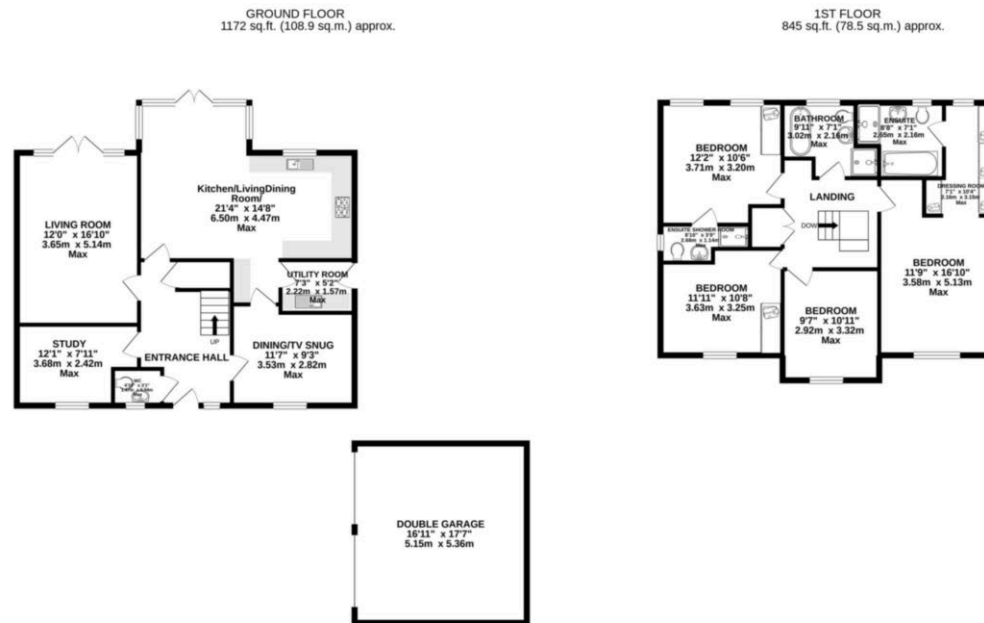 GROUND FLOOR
1172 sq.ft. (108.9 sq.m.) approx.
Kitchen/LivingDining
Room/
21'4" x 14'8"
6.50m x 4.47m
Max
LIVING ROOM
12'0" x 16'10"
3.65m x 5.14m
Max
UTILITY ROOM
7'3" x 5'2"
2.22m x 1.57m
Max
STUDY
12'1" x 7'11"
3.68m x 2.42m
Max
ENTRANCE HALL
UP
DINING/TV SNUG
11'7" x 9'3"
3.53m x 2.82m
Max
WC
Max
DOUBLE GARAGE
16'11" x 17'7"
5.15m x 5.36m
1ST FLOOR
845 sq.ft. (78.5 sq.m.) approx.
BEDROOM
12'2" x 10'6"
3.71m x 3.20m
Max
BATHROOM
9'11" x 7'1"
3.02m x 2.16m
Max
ENSUITE
8'8" x 7'1"
2.65m x 2.16m
Max
DRESSING ROOM
Max
LANDING
DOWN
ENSUITE SHOWER ROOM
Max
BEDROOM
11'11" x 10'8"
3.63m x 3.25m
Max
BEDROOM
9'7" x 10'11"
2.92m x 3.32m
Max
BEDROOM
11'9" x 16'10"
3.58m x 5.13m
Max